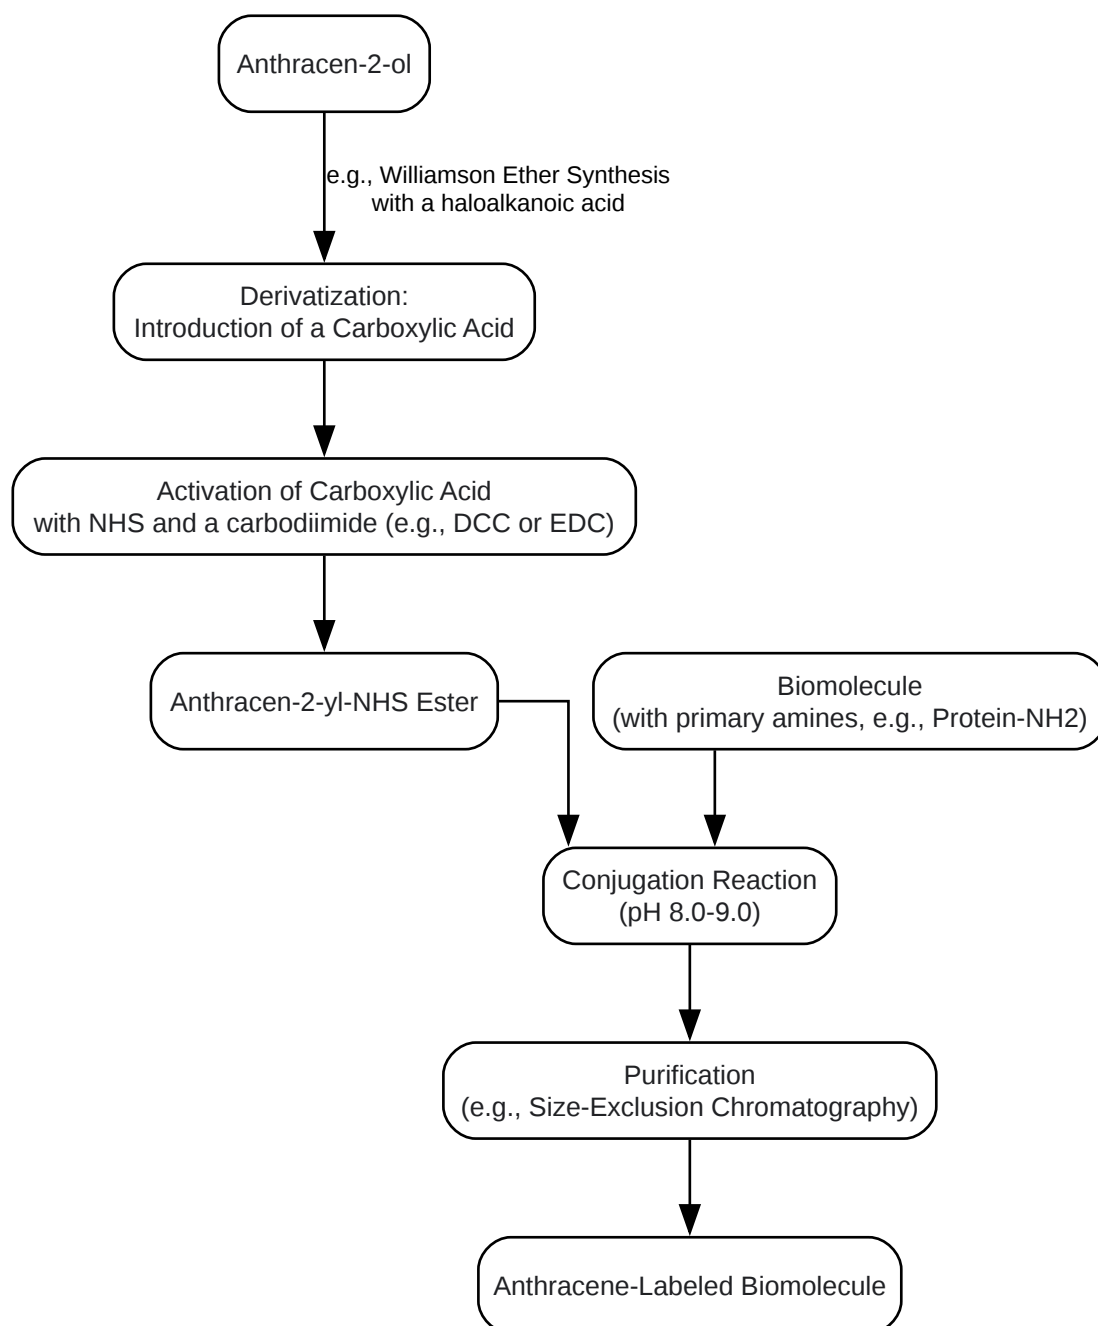 Anthracen-2-ol
e.g., Williamson Ether Synthesis
with a haloalkanoic acid
Derivatization:
Introduction of a Carboxylic Acid
Activation of Carboxylic Acid
with NHS and a carbodiimide (e.g., DCC or EDC)
Anthracen-2-yl-NHS Ester
Biomolecule
(with primary amines, e.g., Protein-NH2)
Conjugation Reaction
(pH 8.0-9.0)
Purification
(e.g., Size-Exclusion Chromatography)
Anthracene-Labeled Biomolecule